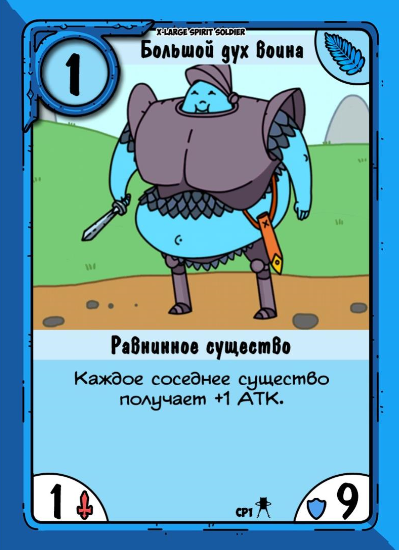 X-LARGE SPIRIT SOLDIER
1
Большой дух воина
Равнинное существо
Каждое соседнее существо
получает +1 АТК.
1
CP1
9